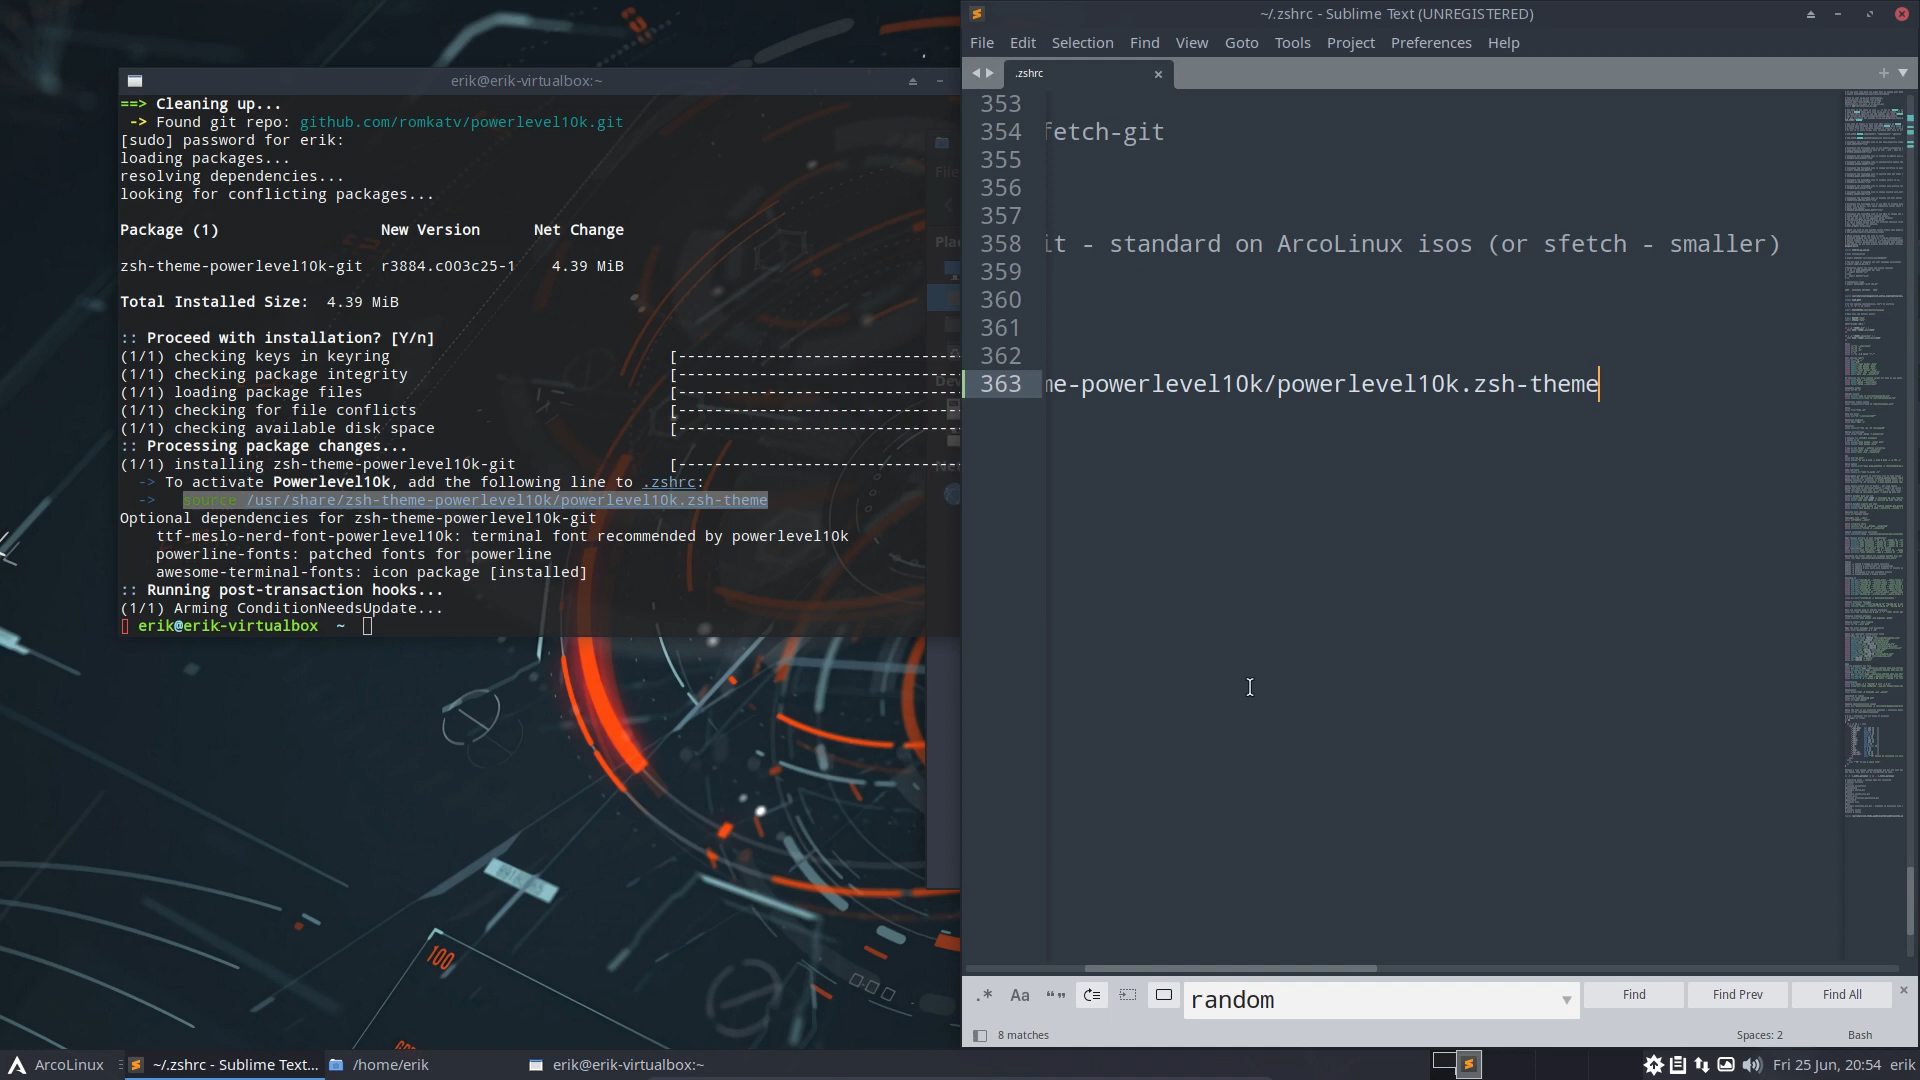 erik@erik-virtualbox:~
==> Cleaning up...
-> Found git repo: github.com/romkatv/powerlevel10k.git
[sudo] password for erik:
loading packages...
resolving dependencies...
looking for conflicting packages...
Package (1) New Version Net Change
zsh-theme-powerlevel10k-git r3884.c003c25-1 4.39 MiB
Total Installed Size: 4.39 MiB
:: Proceed with installation? [Y/n]
(1/1) checking keys in keyring [-------------------------------
(1/1) checking package integrity [-------------------------------
(1/1) loading package files [-------------------------------
(1/1) checking for file conflicts [-------------------------------
(1/1) checking available disk space [-------------------------------
:: Processing package changes...
(1/1) installing zsh-theme-powerlevel10k-git [-------------------------------
-> To activate Powerlevel10k, add the following line to .zshrc:
-> source /usr/share/zsh-theme-powerlevel10k/powerlevel10k.zsh-theme
Optional dependencies for zsh-theme-powerlevel10k-git
ttf-meslo-nerd-font-powerlevel10k: terminal font recommended by powerlevel10k
powerline-fonts: patched fonts for powerline
awesome-terminal-fonts: icon package [installed]
:: Running post-transaction hooks...
(1/1) Arming ConditionNeedsUpdate...
erik@erik-virtualbox ~
100
~/.zshrc - Sublime Text (UNREGISTERED)
File Edit Selection Find View Goto Tools Project Preferences Help
.zshrc
353
354 fetch-git
355
356
357
358 it - standard on ArcoLinux isos (or sfetch - smaller)
359
360
361
362
363 me-powerlevel10k/powerlevel10k.zsh-theme
.* Aa “” random Find Find Prev Find All
8 matches Spaces: 2 Bash
ArcoLinux ~/.zshrc - Sublime Text... /home/erik erik@erik-virtualbox:~ Fri 25 Jun, 20:54 erik